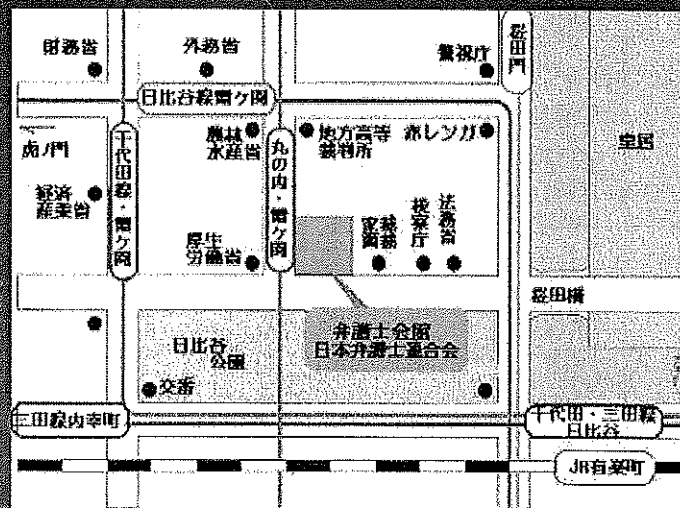 財務省
外務省
警視庁
桜田門
日比谷線霞ヶ関
虎ノ門
千代田線・霞ヶ関
農林
水産省
丸の内・霞ヶ関
地方高等
裁判所
赤レンガ
皇居
経済
産業省
厚生
労働省
家簡
裁裁
検察庁
法務省
桜田橋
弁護士会館
日本弁護士連合会
日比谷
公園
交番
三田線内幸町
千代田・三田線
日比谷
JR有楽町